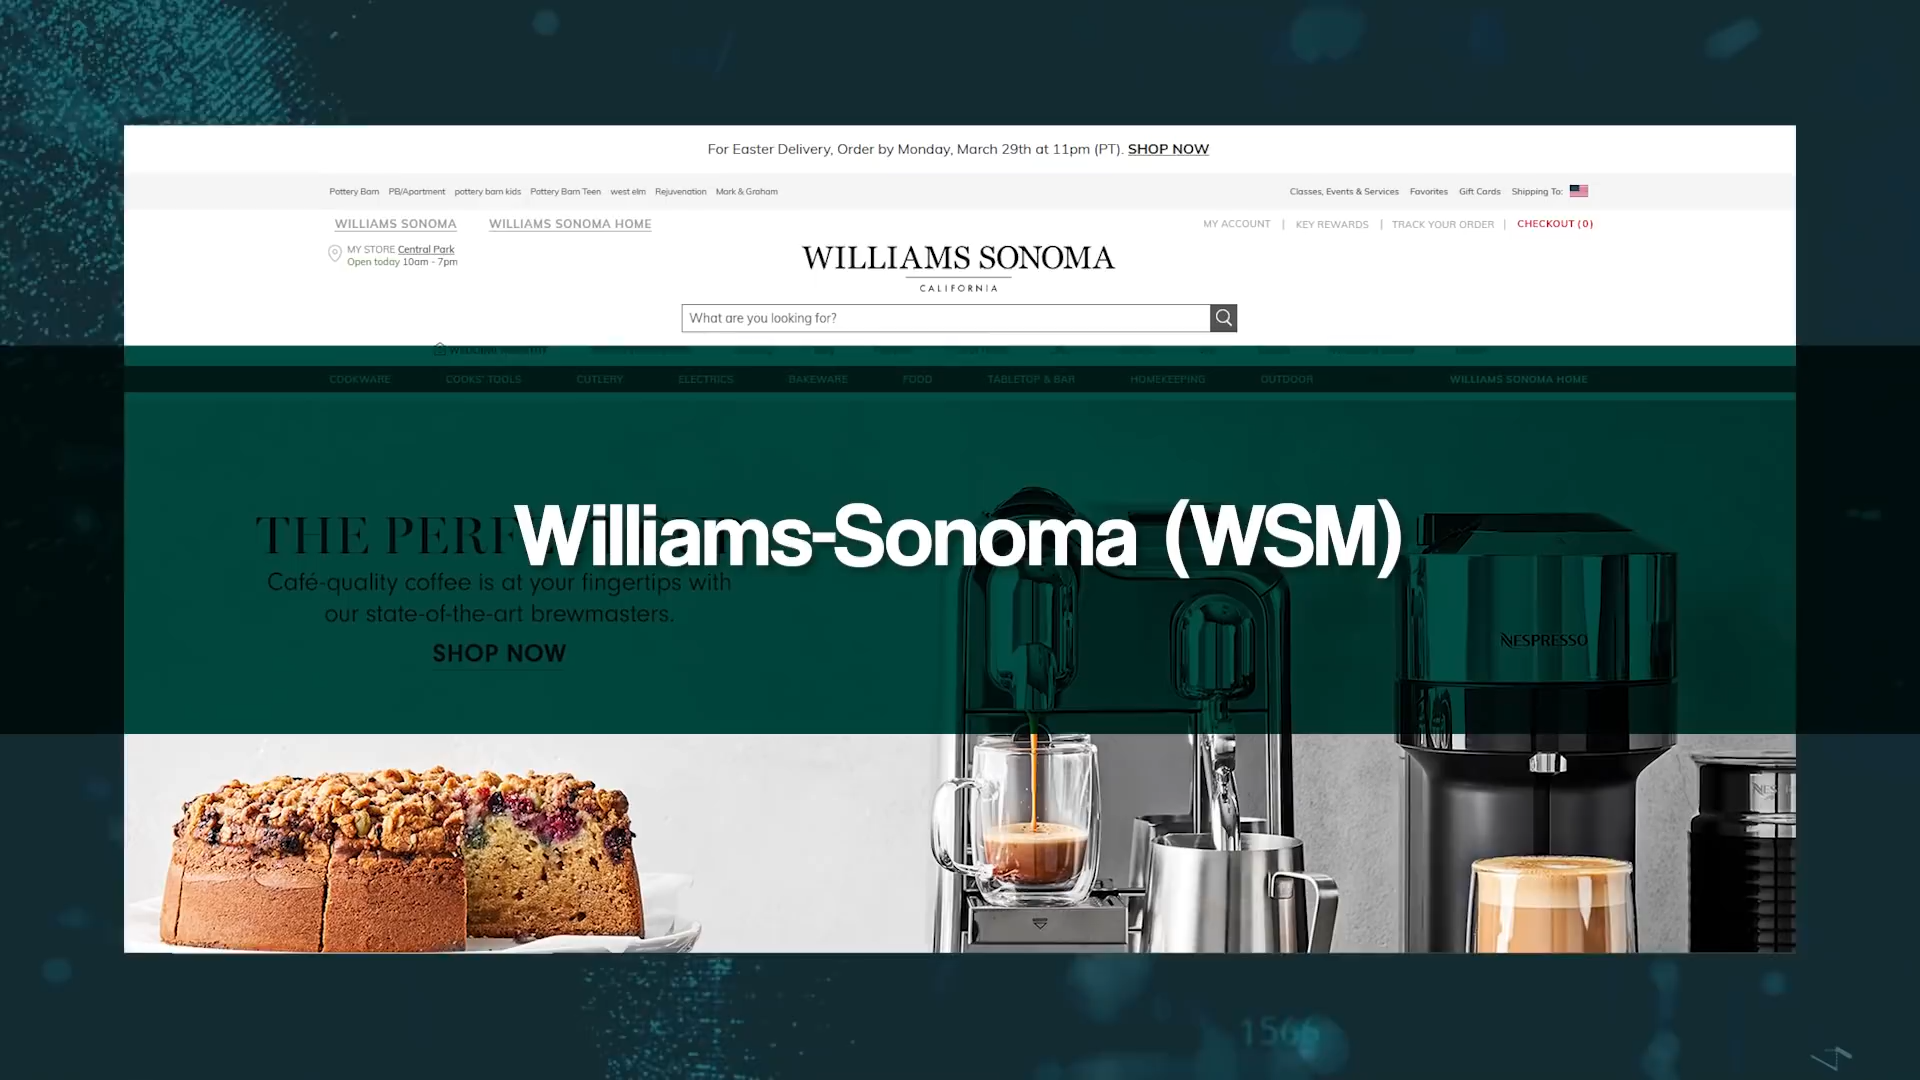 For Easter Delivery, Order by Monday, March 29th at 11pm (PT). SHOP NOW
Pottery Barn PB/Apartment pottery barn kids Pottery Barn Teen west elm Rejuvenation Mark & Graham Classes, Events & Services Favorites Gift Cards Shipping To:
WILLIAMS SONOMA WILLIAMS SONOMA HOME MY ACCOUNT | KEY REWARDS | TRACK YOUR ORDER | CHECKOUT (0)
MY STORE Central Park
Open today 10am - 7pm
WILLIAMS SONOMA
CALIFORNIA
What are you looking for?
COOKWARE COOKS' TOOLS CUTLERY ELECTRICS BAKEWARE FOOD TABLETOP & BAR HOMEKEEPING OUTDOOR WILLIAMS SONOMA HOME
THE
Williams-Sonoma (WSM)
Café-quality coffee is at your fingertips with
our state-of-the-art brewmasters.
SHOP NOW
NESPRESSO